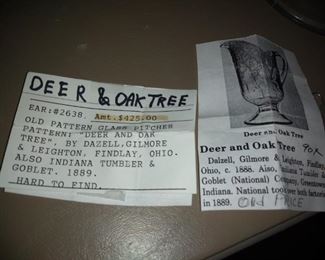 DEER & OAK TREE
EAR:#2638. Amt.$425.00
OLD PATTERN GLASS PITCHER
PATTERN: "DEER AND OAK
TREE", BY DAZELL,GILMORE
& LEIGHTON, FINDLAY, OHIO.
ALSO INDIANA TUMBLER &
GOBLET. 1889.
HARD TO FIND.
Deer and Oak Tree
Deer and Oak Tree
Dalzell, Gilmore & Leighton, Findlay,
Ohio, c. 1888. Also, Indiana Tumbler &
Goblet (National) Company, Greentown,
Indiana. National took over both factories
in 1889. Old PRICE